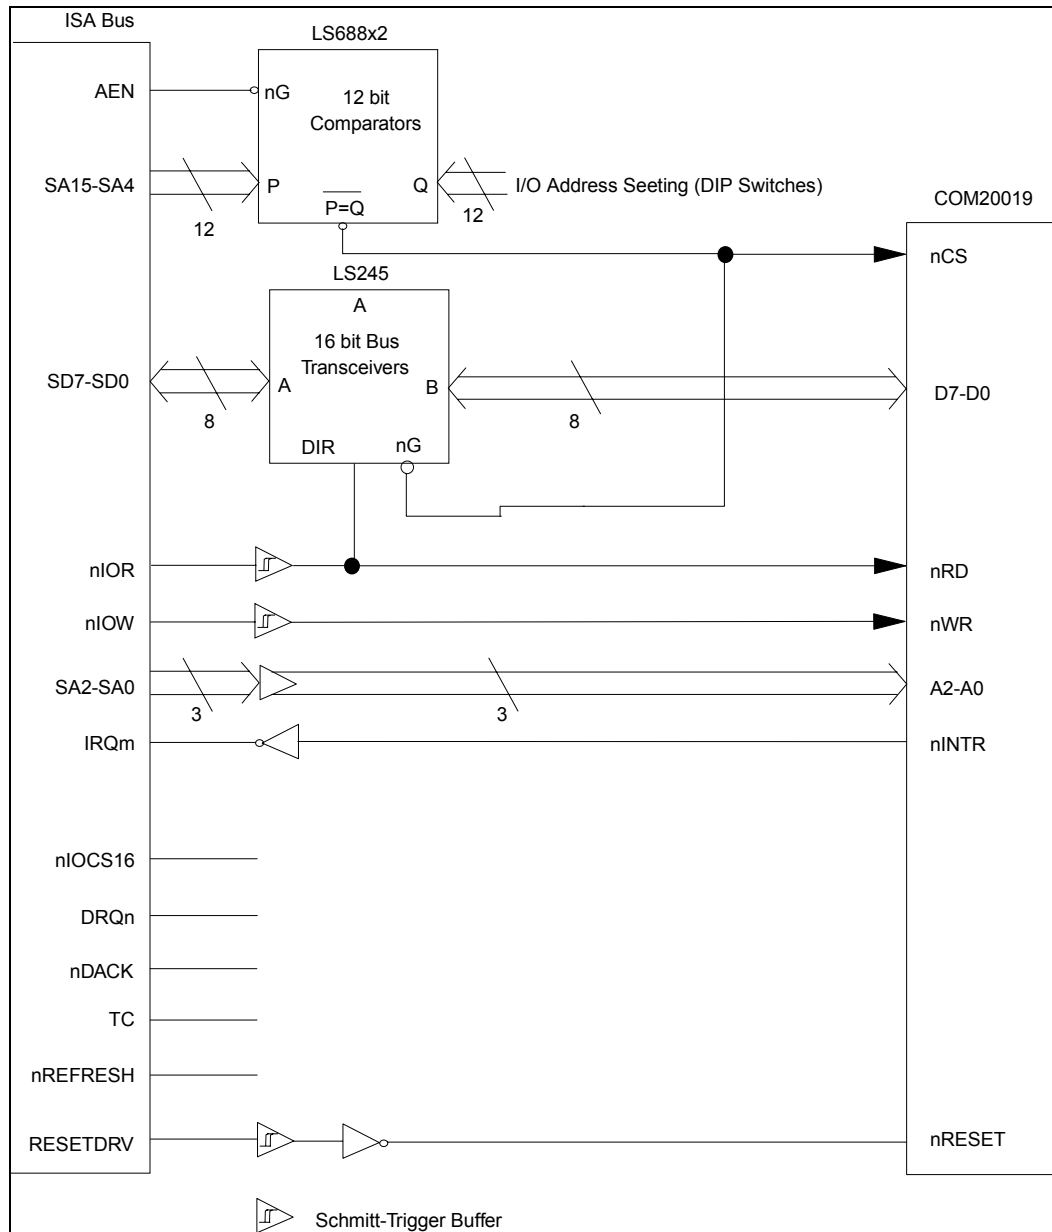 ISA Bus
LS688x2
AEN
nG
12 bit
Comparators
SA15-SA4
12
P
Q
P=Q
12
I/O Address Seeting (DIP Switches)
COM20019
nCS
LS245
A
16 bit Bus
Transceivers
SD7-SD0
8
A
B
8
D7-D0
DIR
nG
nIOR
nRD
nIOW
nWR
SA2-SA0
3
3
A2-A0
IRQm
nINTR
nIOCS16
DRQn
nDACK
TC
nREFRESH
RESETDRV
nRESET
Schmitt-Trigger Buffer